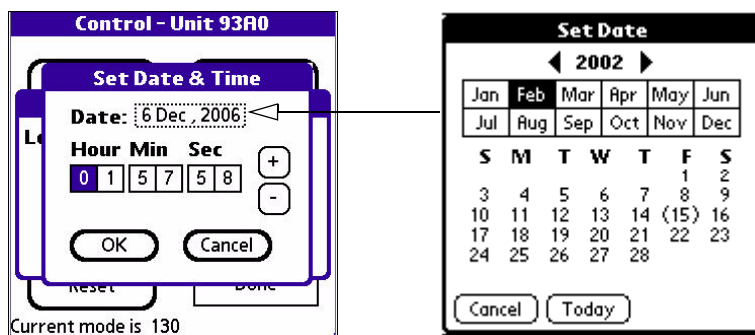 Control - Unit 93A0
Set Date & Time
Date: 6 Dec , 2006
Hour Min Sec
0 1 5 7 5 8
+
-
OK Cancel
Reset Done
Current mode is 130
Set Date
2002
Jan Feb Mar Apr May Jun
Jul Aug Sep Oct Nov Dec
S M T W T F S
1 2
3 4 5 6 7 8 9
10 11 12 13 14 (15) 16
17 18 19 20 21 22 23
24 25 26 27 28
Cancel Today